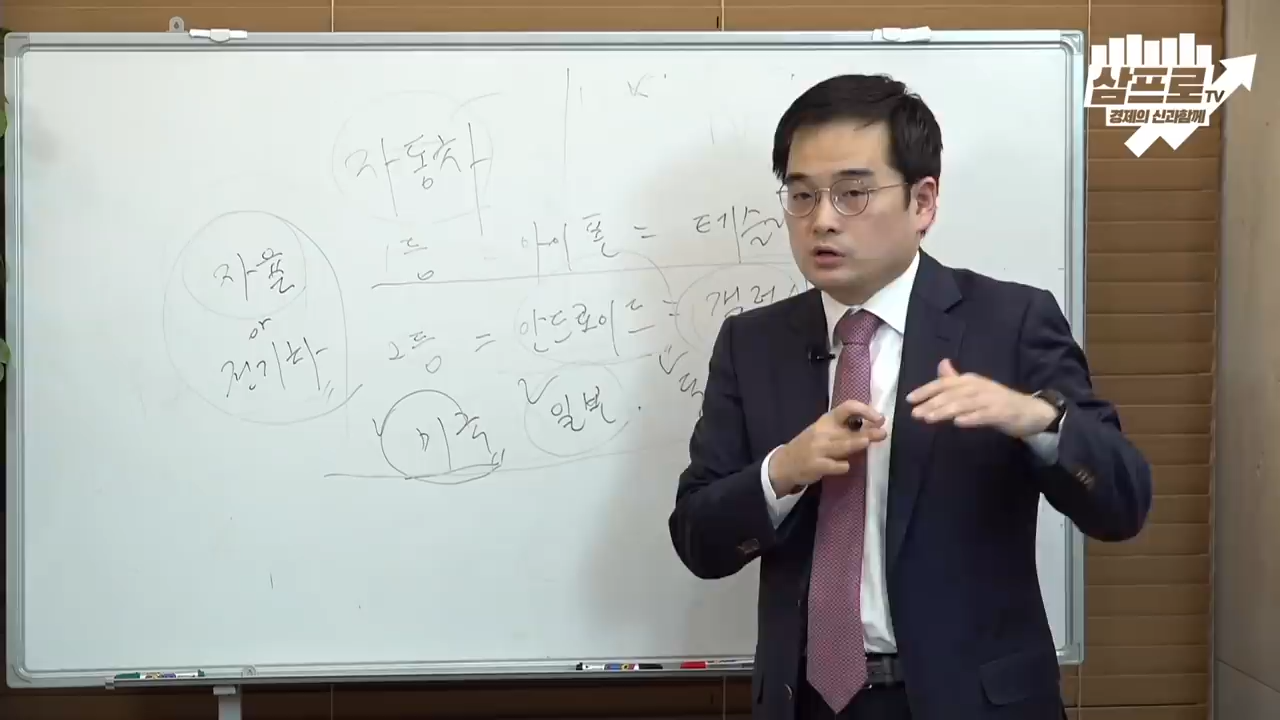 삼프로TV
경제의 신과함께
자동차
1등 아이폰 = 테슬라
자율
or
전기차
2등 = 안드로이드 =
미국 일본